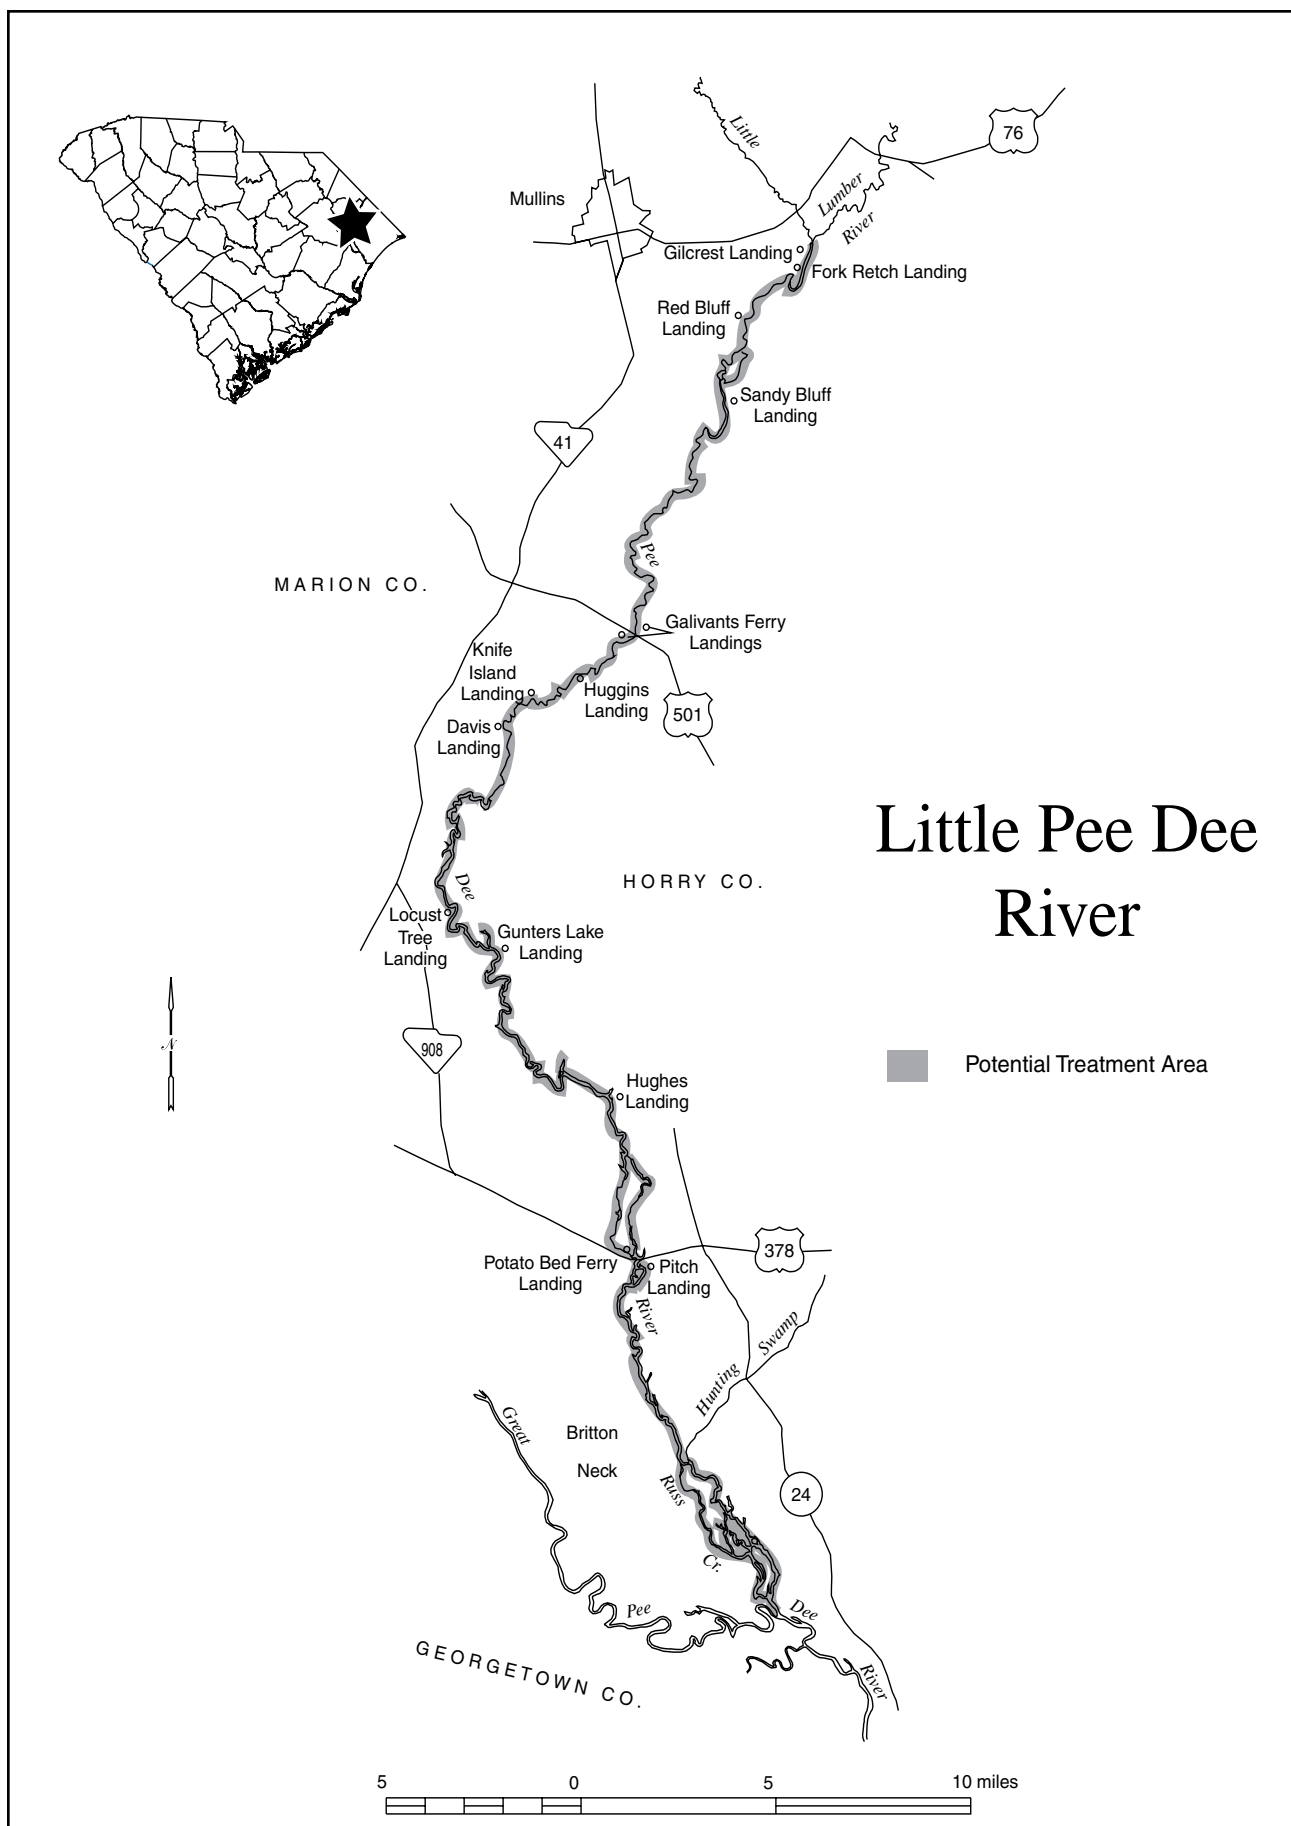 76
Little
Lumber
River
Mullins
Gilcrest Landing
Fork Retch Landing
Red Bluff
Landing
Sandy Bluff
Landing
41
Pee
MARION CO.
Galivants Ferry
Landings
Knife
Island
Landing
Huggins
Landing
501
Davis
Landing
Little Pee Dee
River
HORRY CO.
Dee
Locust
Tree
Landing
Gunters Lake
Landing
N
908
Potential Treatment Area
Hughes
Landing
378
Potato Bed Ferry
Landing
Pitch
Landing
River
Hunting Swamp
Great
Britton
Neck
Russ
Cr.
24
Pee
Dee
River
GEORGETOWN CO.
5 0 5 10 miles